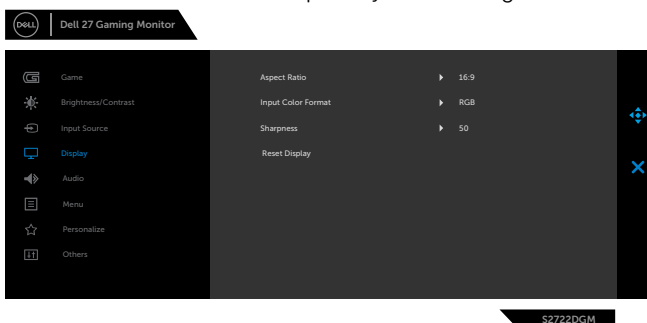 DELL
Dell 27 Gaming Monitor
Game
Aspect Ratio 16:9
Brightness/Contrast Input Color Format RGB
Input Source Sharpness 50
Display Reset Display
Audio
Menu
Personalize
Others
S2722DGM